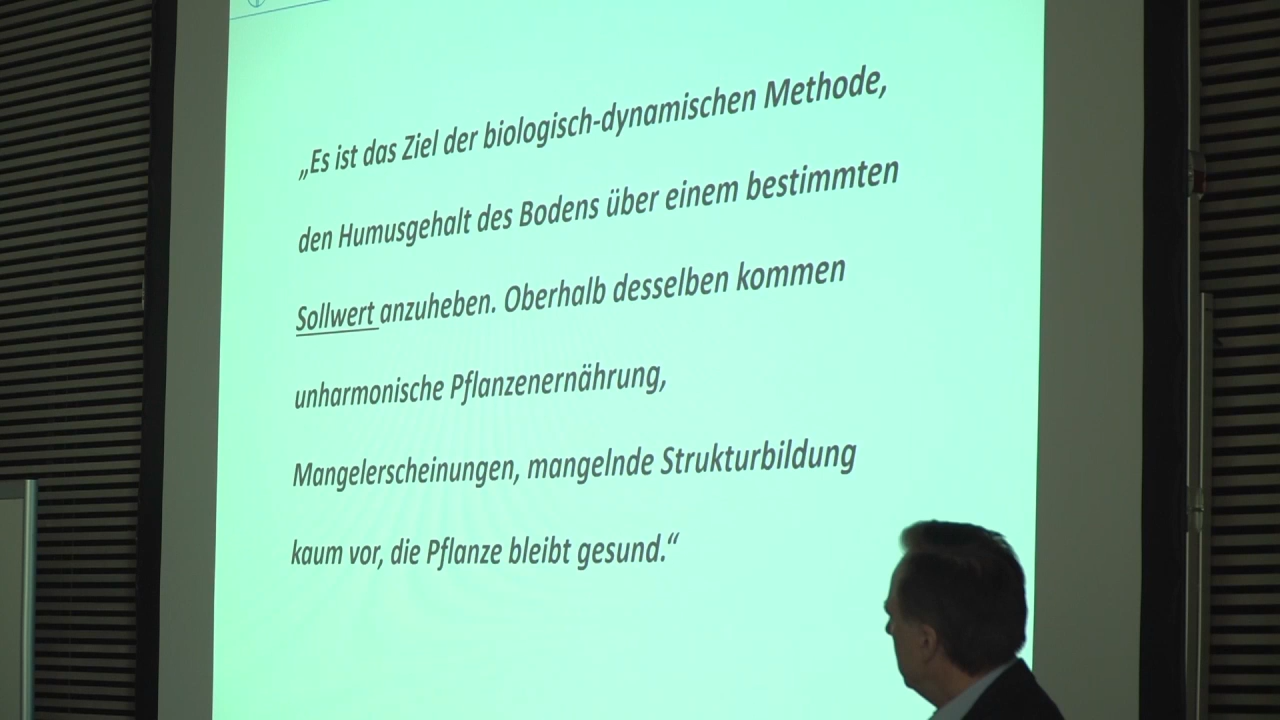 „Es ist das Ziel der biologisch-dynamischen Methode,
den Humusgehalt des Bodens über einem bestimmten
Sollwert anzuheben. Oberhalb desselben kommen
unharmonische Pflanzenernährung,
Mangelerscheinungen, mangelnde Strukturbildung
kaum vor, die Pflanze bleibt gesund.“